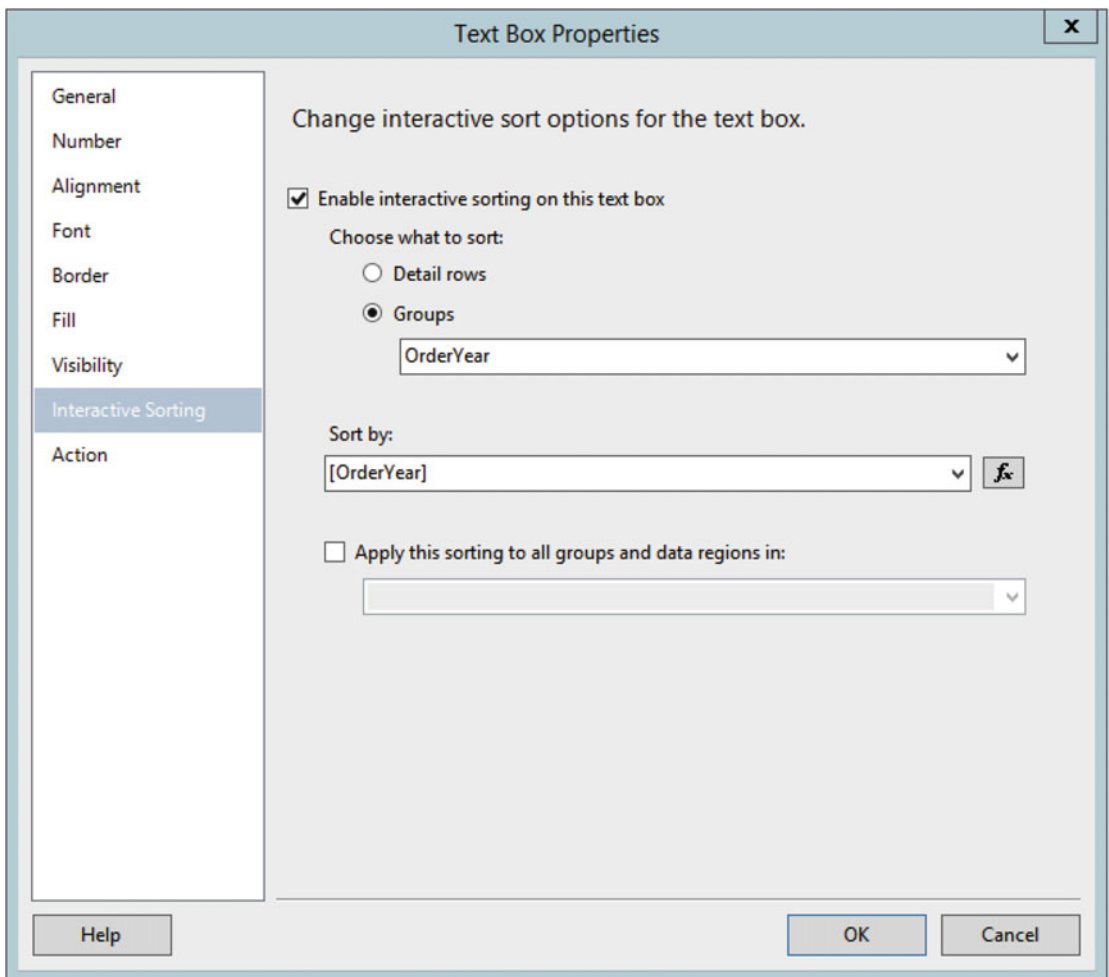 Text Box Properties
x
General
Number
Alignment
Font
Border
Fill
Visibility
Interactive Sorting
Action
Change interactive sort options for the text box.
Enable interactive sorting on this text box
Choose what to sort:
Detail rows
Groups
OrderYear
Sort by:
[OrderYear]
fx
Apply this sorting to all groups and data regions in:
Help
OK
Cancel